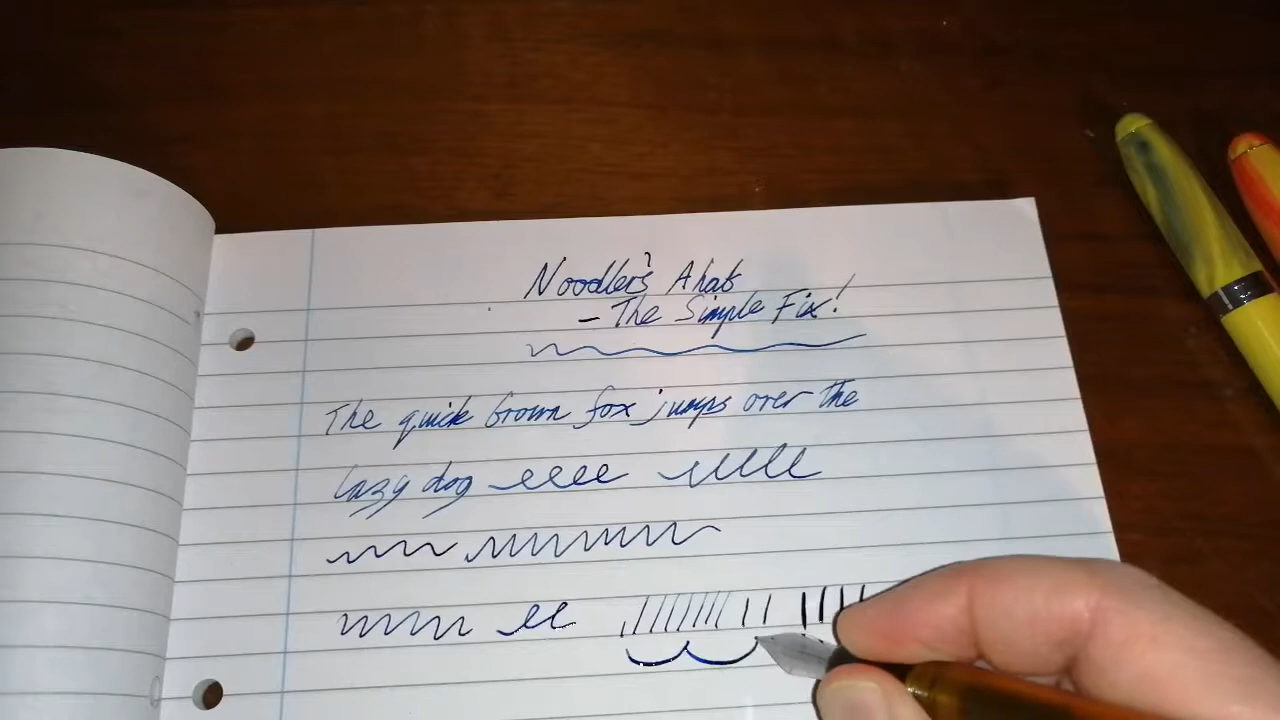 Noodler's Ahab
- The Simple Fix!
The quick brown fox jumps over the
lazy dog